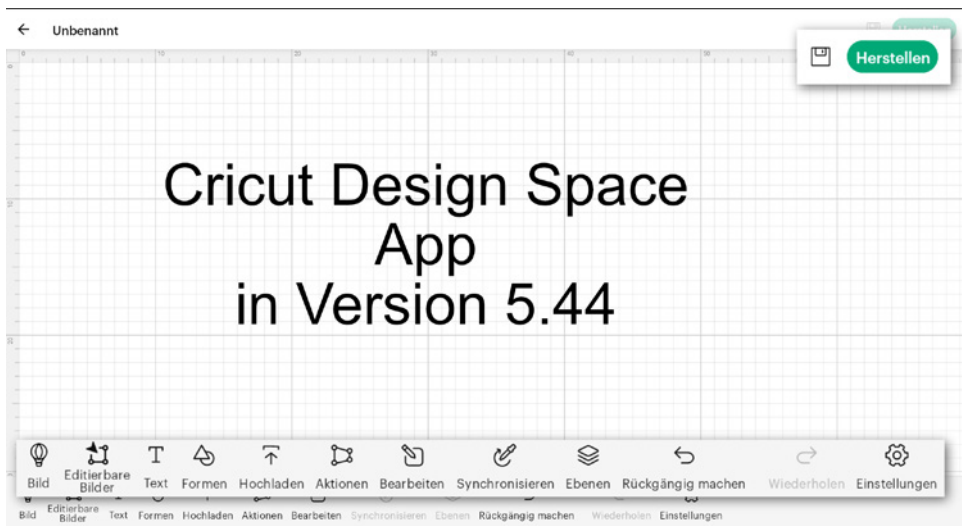 Unbenannt
Herstellen
Cricut Design Space
App
in Version 5.44
Bild Editierbare Bilder Text Formen Hochladen Aktionen Bearbeiten Synchronisieren Ebenen Rückgängig machen Wiederholen Einstellungen
Bild Editierbare Bilder Text Formen Hochladen Aktionen Bearbeiten Synchronisieren Ebenen Rückgängig machen Wiederholen Einstellungen